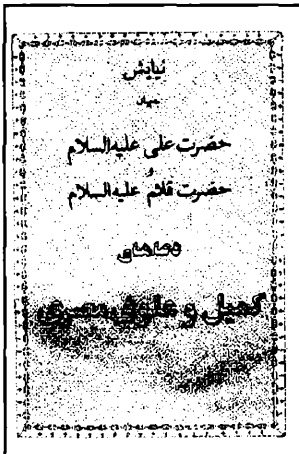 نیایش
حضرت علی علیه‌السلام
و
حضرت قائم علیه‌السلام
دعاهای
کمیل و علوی مصری